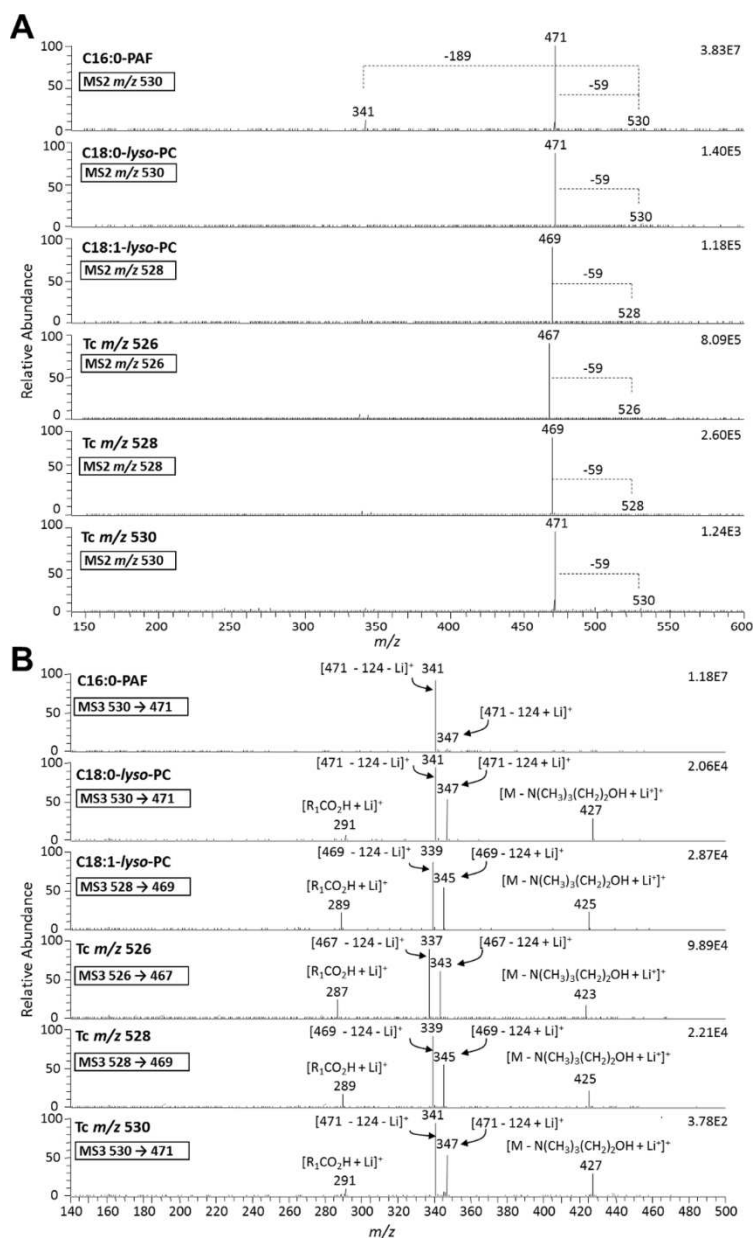 A
C16:0-PAF
MS2 m/z 530
471
-189
-59
341
530
3.83E7
100
50
0
C18:0-lyso-PC
MS2 m/z 530
471
-59
530
1.40E5
100
50
0
C18:1-lyso-PC
MS2 m/z 528
469
-59
528
1.18E5
100
50
0
Relative Abundance
Tc m/z 526
MS2 m/z 526
467
-59
526
8.09E5
100
50
0
Tc m/z 528
MS2 m/z 528
469
-59
528
2.60E5
100
50
0
Tc m/z 530
MS2 m/z 530
471
-59
530
1.24E3
100
50
0
150 200 250 300 350 400 450 500 550 600
m/z
B
C16:0-PAF
MS3 530 → 471
[471 - 124 - Li]⁺ 341
347 [471 - 124 + Li]⁺
1.18E7
100
50
0
C18:0-lyso-PC
MS3 530 → 471
[471 - 124 - Li]⁺ 341
347 [471 - 124 + Li]⁺
[R₁CO₂H + Li]⁺
291
[M - N(CH₃)₃(CH₂)₂OH + Li⁺]⁺
427
2.06E4
100
50
0
C18:1-lyso-PC
MS3 528 → 469
[469 - 124 - Li]⁺ 339
345 [469 - 124 + Li]⁺
[R₁CO₂H + Li]⁺
289
[M - N(CH₃)₃(CH₂)₂OH + Li⁺]⁺
425
2.87E4
100
50
0
Relative Abundance
Tc m/z 526
MS3 526 → 467
[467 - 124 - Li]⁺ 337
343 [467 - 124 + Li]⁺
[R₁CO₂H + Li]⁺
287
[M - N(CH₃)₃(CH₂)₂OH + Li⁺]⁺
423
9.89E4
100
50
0
Tc m/z 528
MS3 528 → 469
[469 - 124 - Li]⁺ 339
345 [469 - 124 + Li]⁺
[R₁CO₂H + Li]⁺
289
[M - N(CH₃)₃(CH₂)₂OH + Li⁺]⁺
425
2.21E4
100
50
0
Tc m/z 530
MS3 530 → 471
[471 - 124 - Li]⁺ 341
347 [471 - 124 + Li]⁺
[R₁CO₂H + Li]⁺
291
[M - N(CH₃)₃(CH₂)₂OH + Li⁺]⁺
427
3.78E2
100
50
0
140 160 180 200 220 240 260 280 300 320 340 360 380 400 420 440 460 480 500
m/z